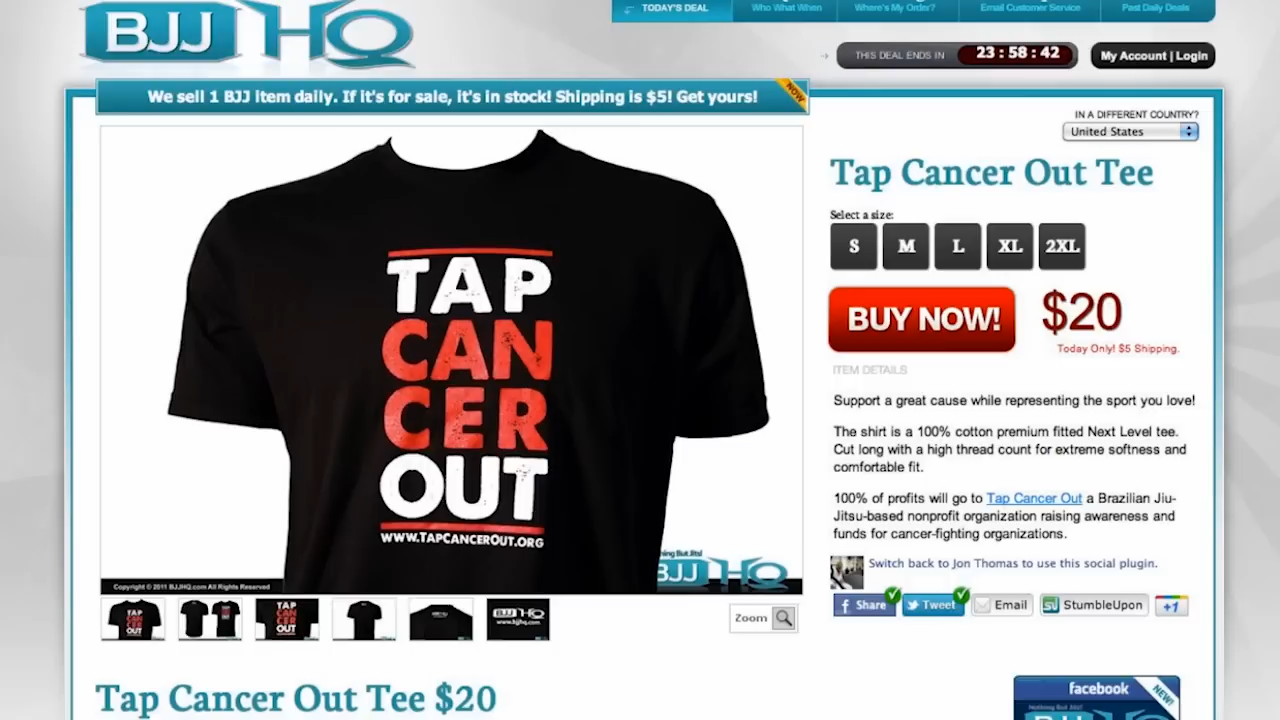 BJJ HQ
TODAY'S DEAL
Who What When
Where's My Order?
Email Customer Service
Past Daily Deals
THIS DEAL ENDS IN 23:58:42
My Account | Login
We sell 1 BJJ item daily. If it's for sale, it's in stock! Shipping is $5! Get yours!
NOW
IN A DIFFERENT COUNTRY?
United States
Tap Cancer Out Tee
Select a size:
S M L XL 2XL
BUY NOW! $20
Today Only! $5 Shipping.
ITEM DETAILS
Support a great cause while representing the sport you love!
The shirt is a 100% cotton premium fitted Next Level tee.
Cut long with a high thread count for extreme softness and
comfortable fit.
100% of profits will go to Tap Cancer Out a Brazilian Jiu-
Jitsu-based nonprofit organization raising awareness and
funds for cancer-fighting organizations.
Switch back to Jon Thomas to use this social plugin.
Share Tweet Email StumbleUpon +1
TAP
CAN
CER
OUT
WWW.TAPCANCEROUT.ORG
BJJ HQ
Copyright © 2011 BJJHQ.com All Rights Reserved
TAP
CAN
CER
OUT
BJJ HQ
Zoom
Tap Cancer Out Tee $20
facebook
NEW!